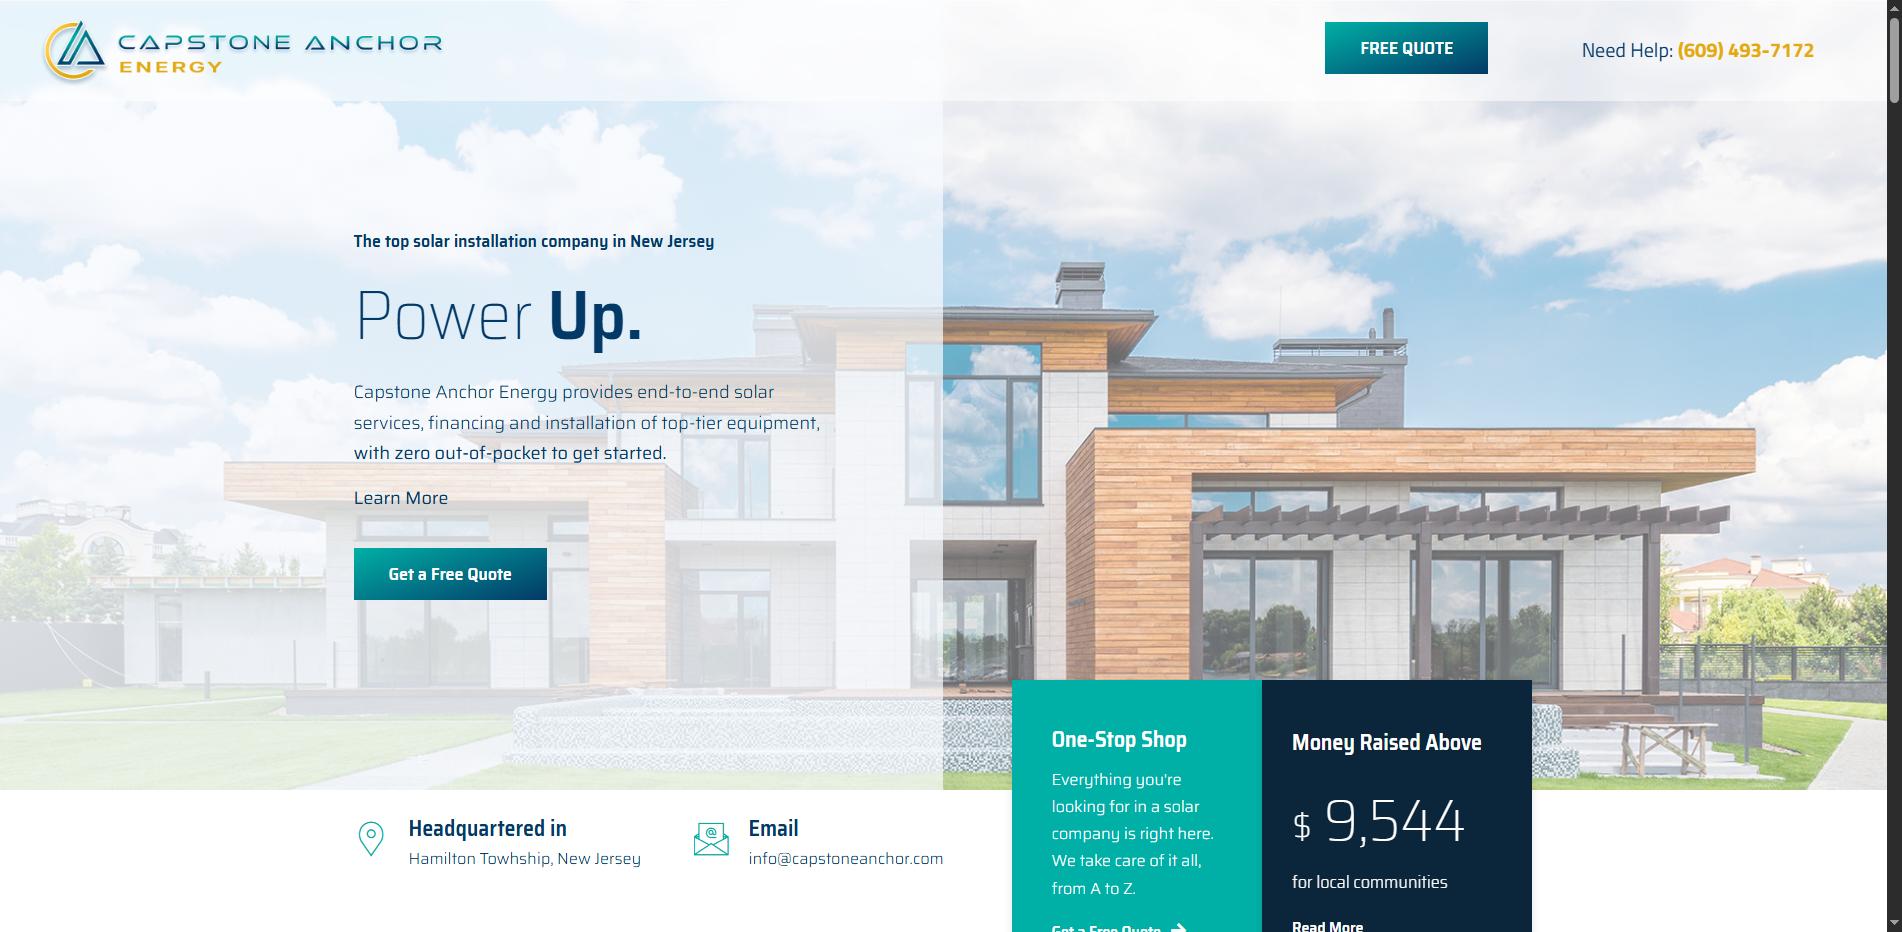 CAPSTONE ANCHOR
ENERGY
FREE QUOTE
Need Help: (609) 493-7172
The top solar installation company in New Jersey
Power Up.
Capstone Anchor Energy provides end-to-end solar
services, financing and installation of top-tier equipment,
with zero out-of-pocket to get started.
Learn More
Get a Free Quote
Headquartered in
Hamilton Towhship, New Jersey
Email
info@capstoneanchor.com
One-Stop Shop
Everything you're
looking for in a solar
company is right here.
We take care of it all,
from A to Z.
Get a Free Quote
Money Raised Above
$ 9,544
for local communities
Read More